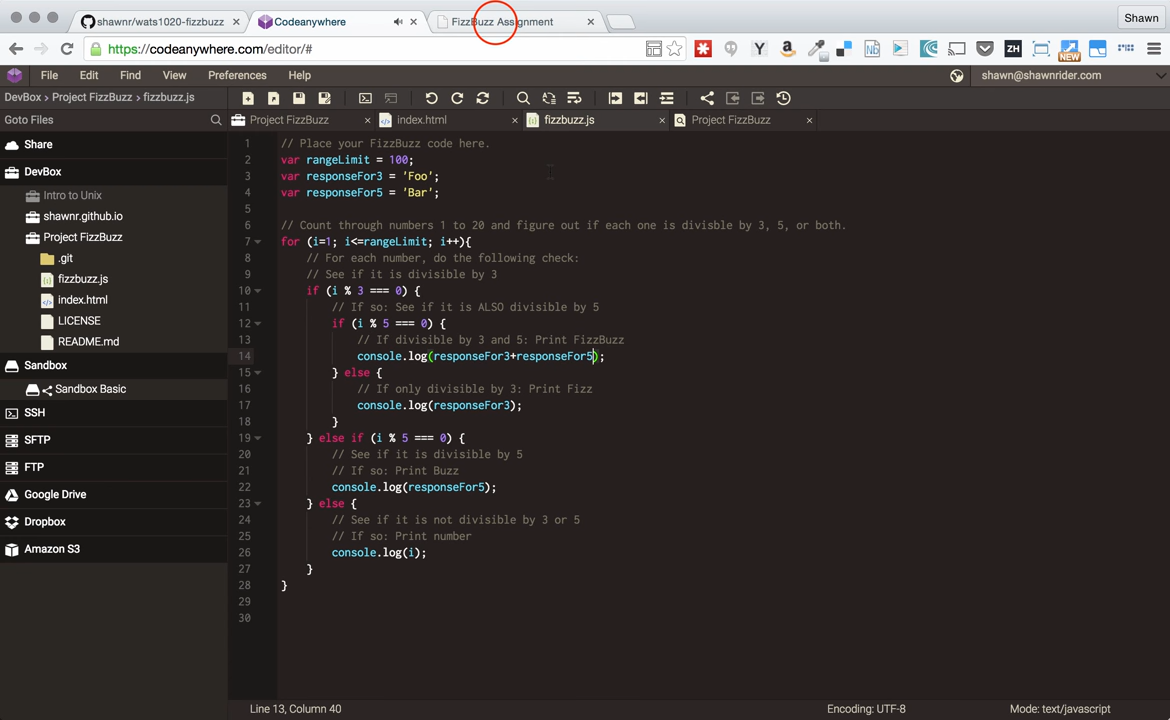 shawnr/wats1020-fizzbuzz
Codeanywhere
FizzBuzz Assignment
Shawn
https://codeanywhere.com/editor/#
Y
a
Nb
ZH
NEW
File Edit Find View Preferences Help
shawn@shawnrider.com
DevBox > Project FizzBuzz > fizzbuzz.js
Goto Files
Project FizzBuzz
index.html
fizzbuzz.js
Project FizzBuzz
Share
DevBox
Intro to Unix
shawnr.github.io
Project FizzBuzz
.git
fizzbuzz.js
index.html
LICENSE
README.md
Sandbox
Sandbox Basic
SSH
SFTP
FTP
Google Drive
Dropbox
Amazon S3
1 // Place your FizzBuzz code here.
2 var rangeLimit = 100;
3 var responseFor3 = 'Foo';
4 var responseFor5 = 'Bar';
5
6 // Count through numbers 1 to 20 and figure out if each one is divisble by 3, 5, or both.
7 for (i=1; i<=rangeLimit; i++){
8 // For each number, do the following check:
9 // See if it is divisible by 3
10 if (i % 3 === 0) {
11 // If so: See if it is ALSO divisible by 5
12 if (i % 5 === 0) {
13 // If divisible by 3 and 5: Print FizzBuzz
14 console.log(responseFor3+responseFor5);
15 } else {
16 // If only divisible by 3: Print Fizz
17 console.log(responseFor3);
18 }
19 } else if (i % 5 === 0) {
20 // See if it is divisible by 5
21 // If so: Print Buzz
22 console.log(responseFor5);
23 } else {
24 // See if it is not divisible by 3 or 5
25 // If so: Print number
26 console.log(i);
27 }
28 }
29
30
Line 13, Column 40
Encoding: UTF-8
Mode: text/javascript